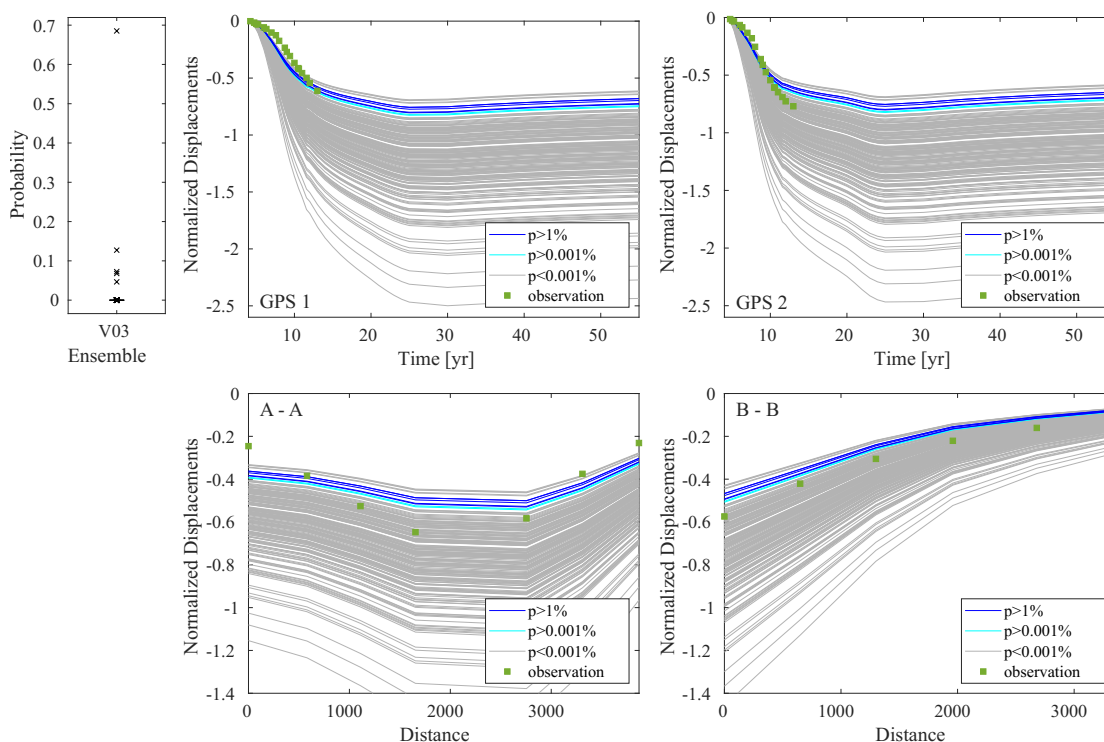 Probability
0.7
0.6
0.5
0.4
0.3
0.2
0.1
0
V03
Ensemble
Normalized Displacements
0
-0.5
-1
-1.5
-2
-2.5
GPS 1
p>1%
p>0.001%
p<0.001%
observation
10 20 30 40 50
Time [yr]
Normalized Displacements
0
-0.5
-1
-1.5
-2
-2.5
GPS 2
p>1%
p>0.001%
p<0.001%
observation
10 20 30 40 50
Time [yr]
Normalized Displacements
0
-0.2
-0.4
-0.6
-0.8
-1
-1.2
-1.4
A - A
p>1%
p>0.001%
p<0.001%
observation
0 1000 2000 3000
Distance
Normalized Displacements
0
-0.2
-0.4
-0.6
-0.8
-1
-1.2
-1.4
B - B
p>1%
p>0.001%
p<0.001%
observation
0 1000 2000 3000
Distance